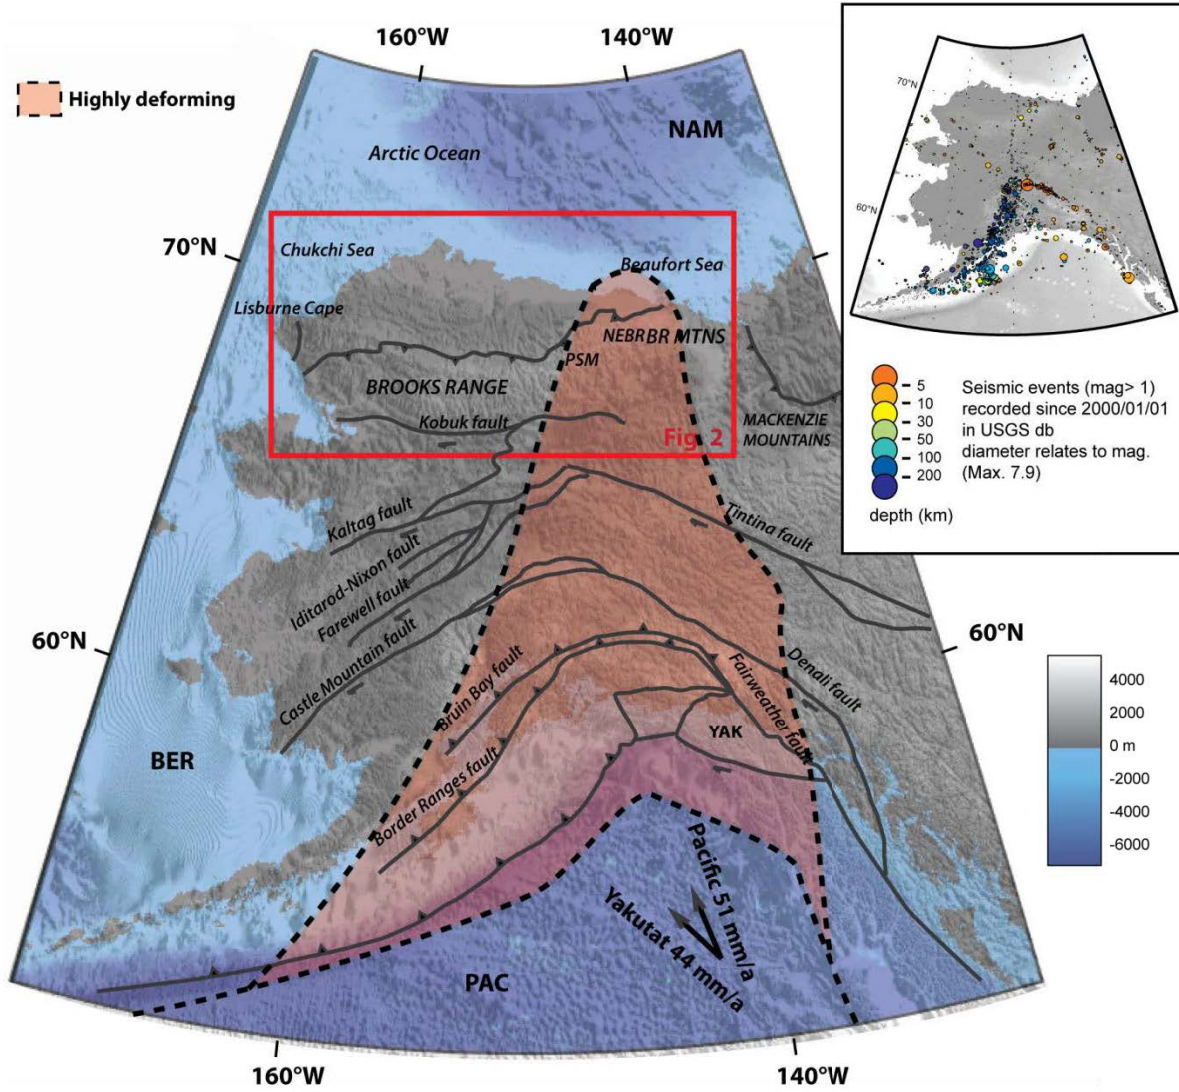 160°W
140°W
Highly deforming
NAM
Arctic Ocean
70°N
Chukchi Sea
Beaufort Sea
Lisburne Cape
NEBR
BR MTNS
PSM
BROOKS RANGE
Kobuk fault
MACKENZIE
MOUNTAINS
Fig. 2
Kaltag fault
Tintina fault
Iditarod-Nixon fault
Farewell fault
60°N
60°N
Castle Mountain fault
Bruin Bay fault
Denali fault
Fairweather fault
YAK
BER
Border Ranges fault
Pacific 51 mm/a
Yakutat 44 mm/a
PAC
160°W
140°W
70°N
60°N
5
10
30
50
100
200
depth (km)
Seismic events (mag> 1)
recorded since 2000/01/01
in USGS db
diameter relates to mag.
(Max. 7.9)
4000
2000
0 m
-2000
-4000
-6000